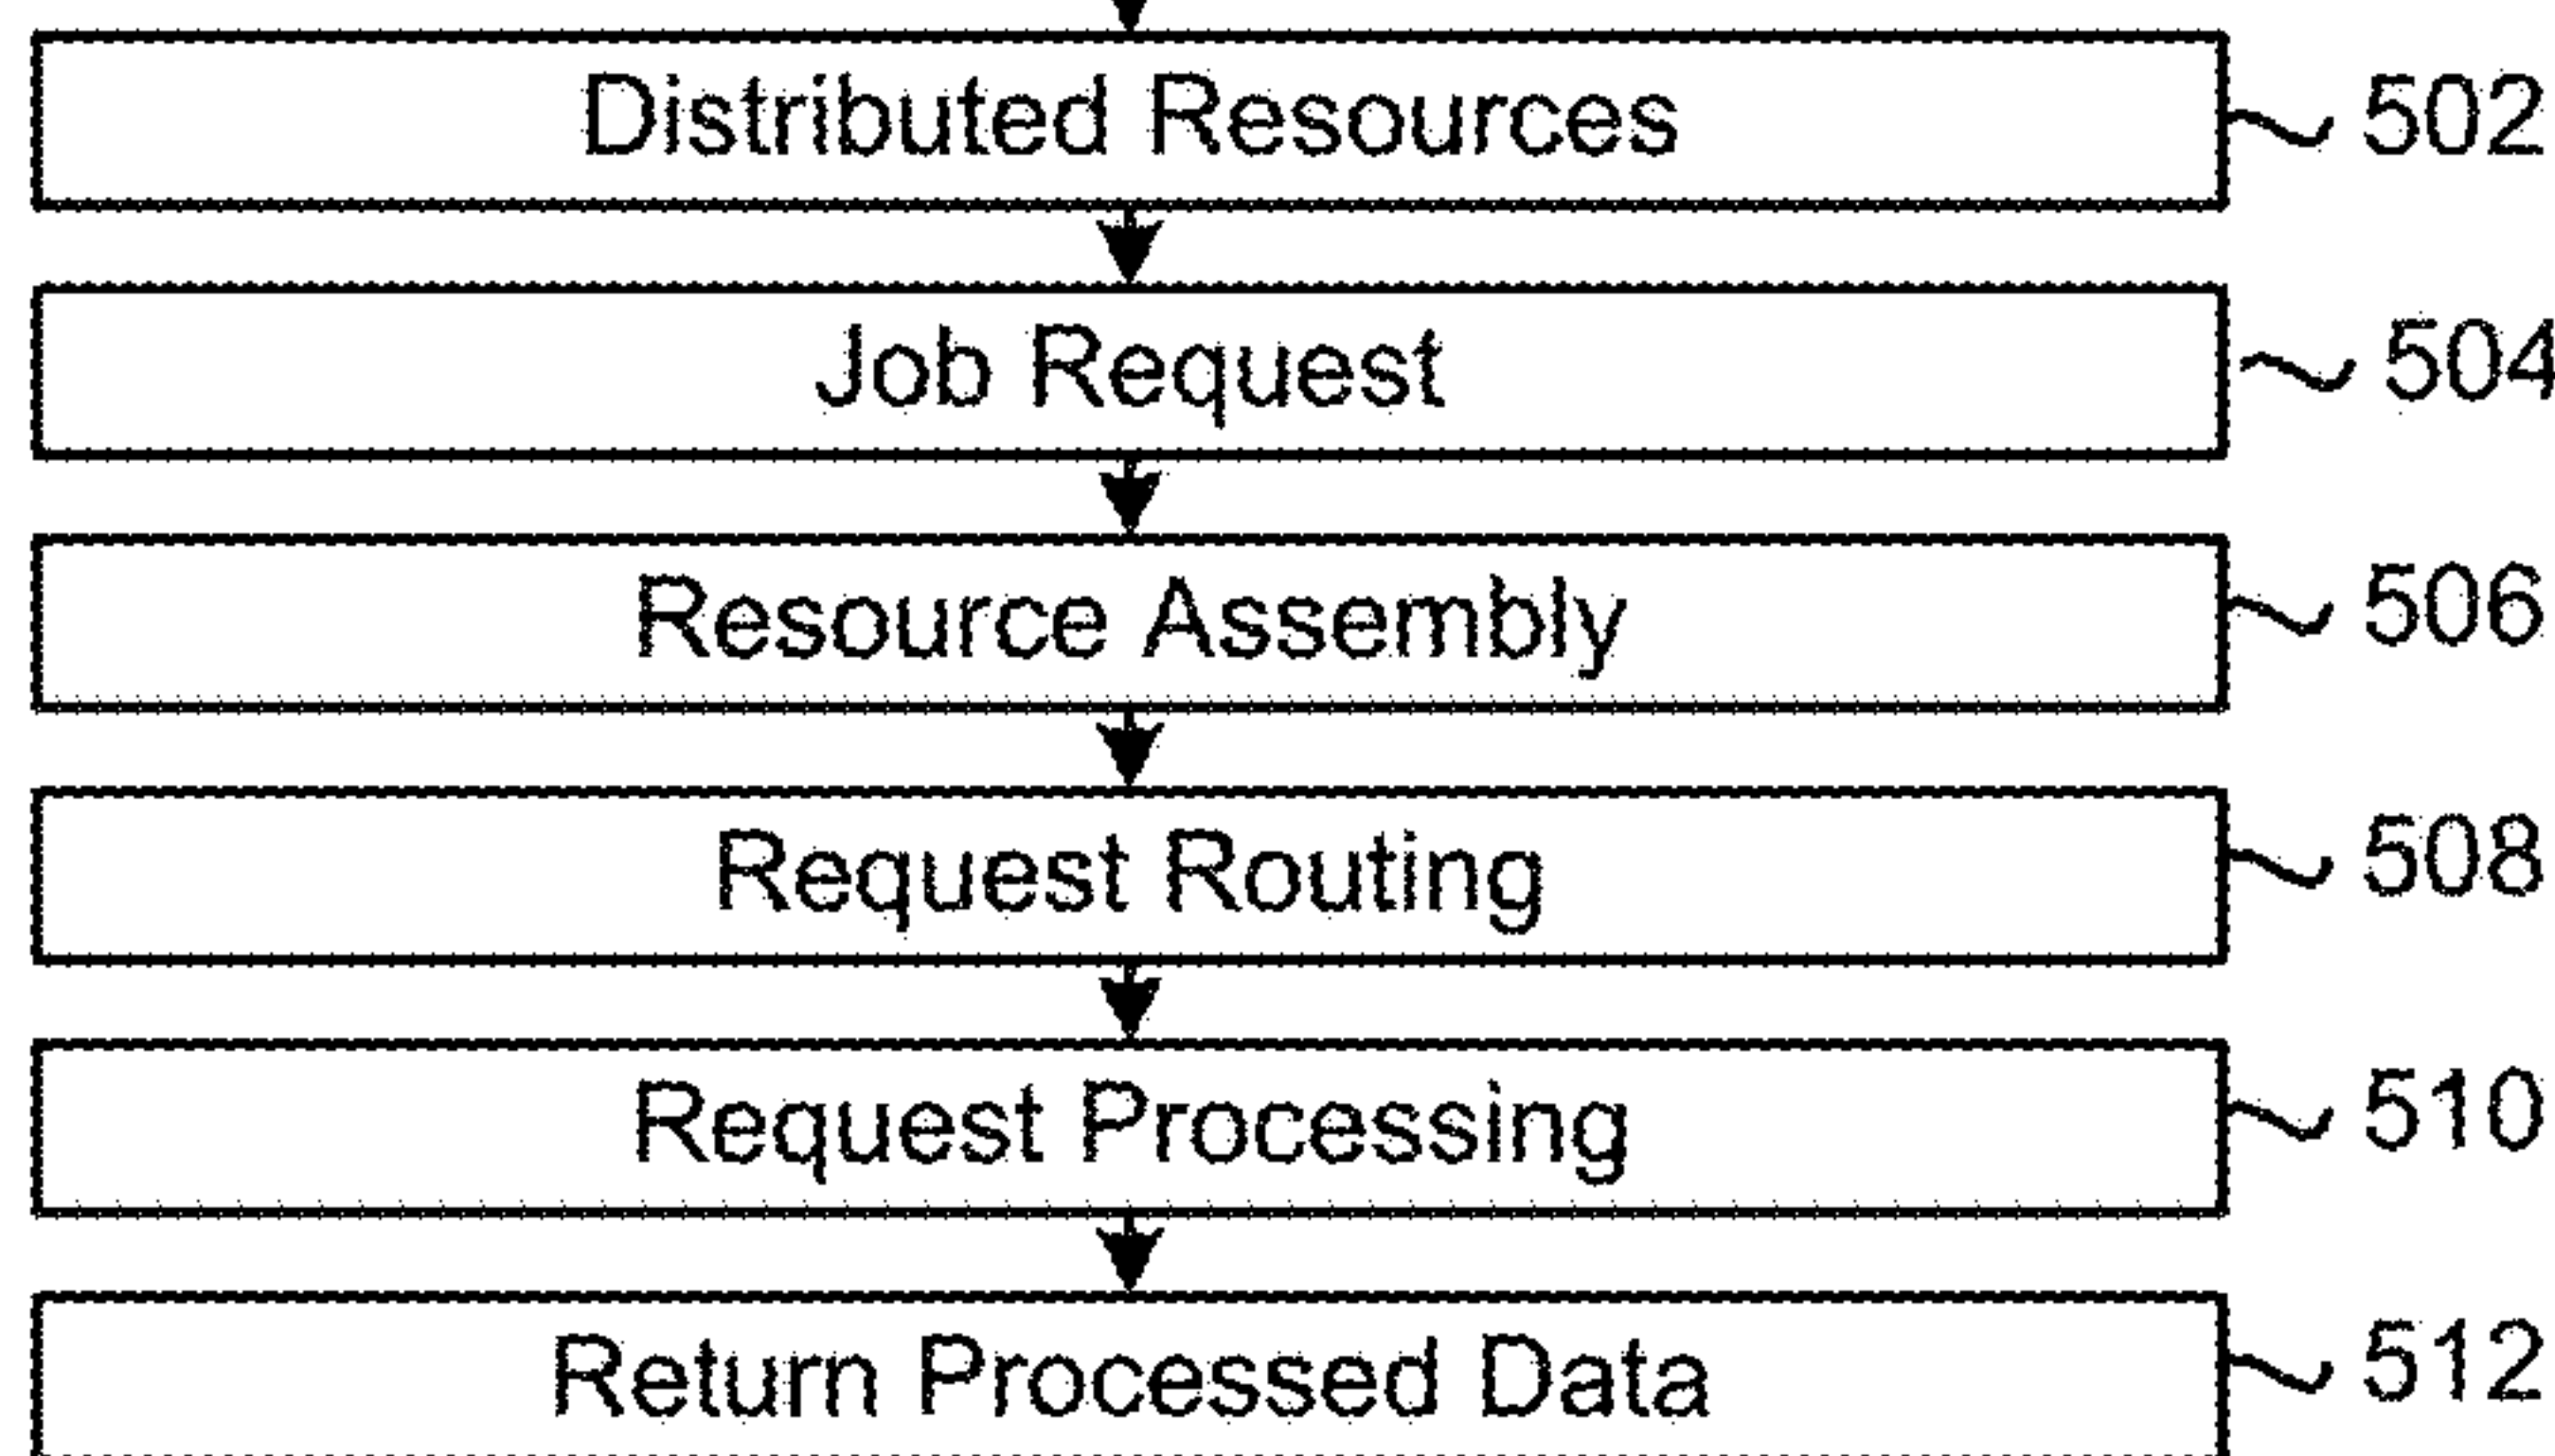 Distributed Resources 502
Job Request 504
Resource Assembly 506
Request Routing 508
Request Processing 510
Return Processed Data 512